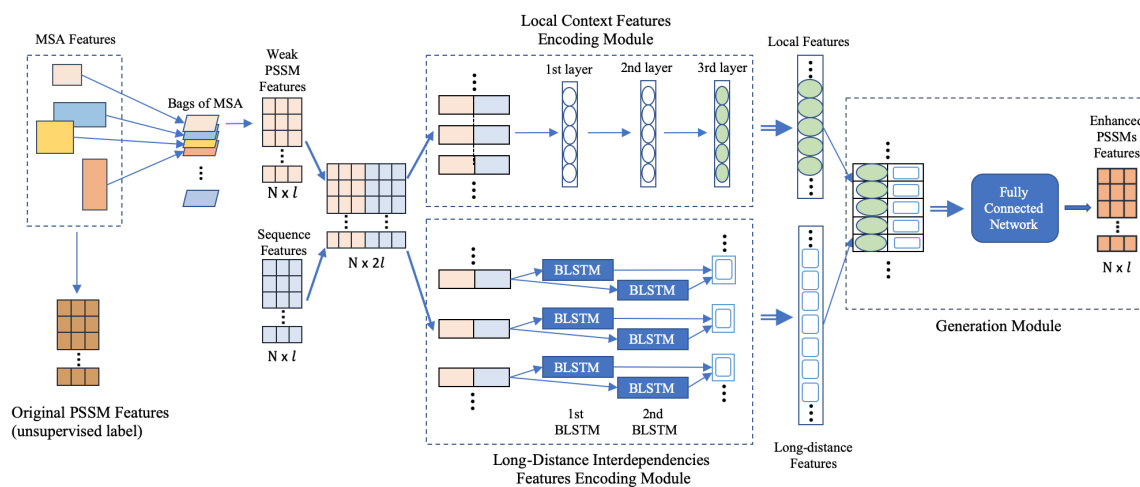 MSA Features
Bags of MSA
Weak
PSSM
Features
N x l
Sequence
Features
N x l
N x 2l
Original PSSM Features
(unsupervised label)
Local Context Features
Encoding Module
1st layer
2nd layer
3rd layer
BLSTM
BLSTM
BLSTM
BLSTM
BLSTM
BLSTM
1st
BLSTM
2nd
BLSTM
Long-Distance Interdependencies
Features Encoding Module
Local Features
Long-distance
Features
Fully
Connected
Network
Enhanced
PSSMs
Features
N x l
Generation Module